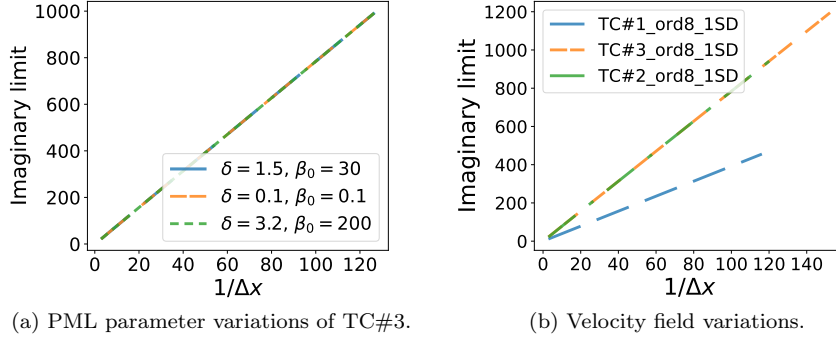 1000
800
600
400
200
0
Imaginary limit
δ = 1.5, β₀ = 30
δ = 0.1, β₀ = 0.1
δ = 3.2, β₀ = 200
0 20 40 60 80 100 120
1/Δx
(a) PML parameter variations of TC#3.
1200
1000
800
600
400
200
0
Imaginary limit
TC#1_ord8_1SD
TC#3_ord8_1SD
TC#2_ord8_1SD
0 20 40 60 80 100 120 140
1/Δx
(b) Velocity field variations.